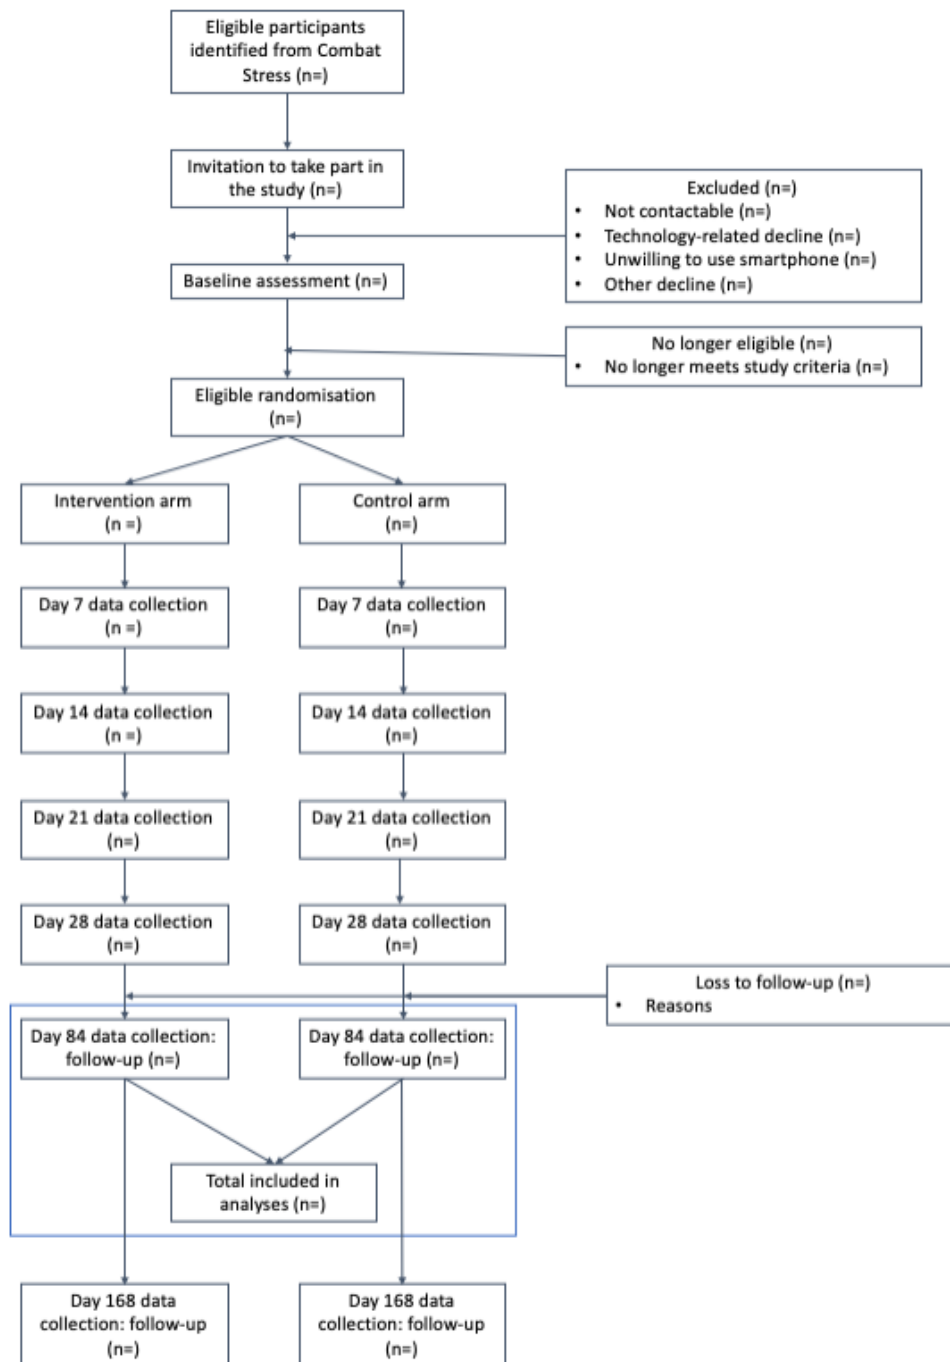 Eligible participants
identified from Combat
Stress (n=)
Invitation to take part in
the study (n=)
Excluded (n=)
• Not contactable (n=)
• Technology-related decline (n=)
• Unwilling to use smartphone (n=)
• Other decline (n=)
Baseline assessment (n=)
No longer eligible (n=)
• No longer meets study criteria (n=)
Eligible randomisation
(n=)
Intervention arm
(n =)
Control arm
(n=)
Day 7 data collection
(n =)
Day 7 data collection
(n=)
Day 14 data collection
(n =)
Day 14 data collection
(n=)
Day 21 data collection
(n=)
Day 21 data collection
(n=)
Day 28 data collection
(n=)
Day 28 data collection
(n=)
Loss to follow-up (n=)
• Reasons
Day 84 data collection:
follow-up (n=)
Day 84 data collection:
follow-up (n=)
Total included in
analyses (n=)
Day 168 data
collection: follow-up
(n=)
Day 168 data
collection: follow-up
(n=)